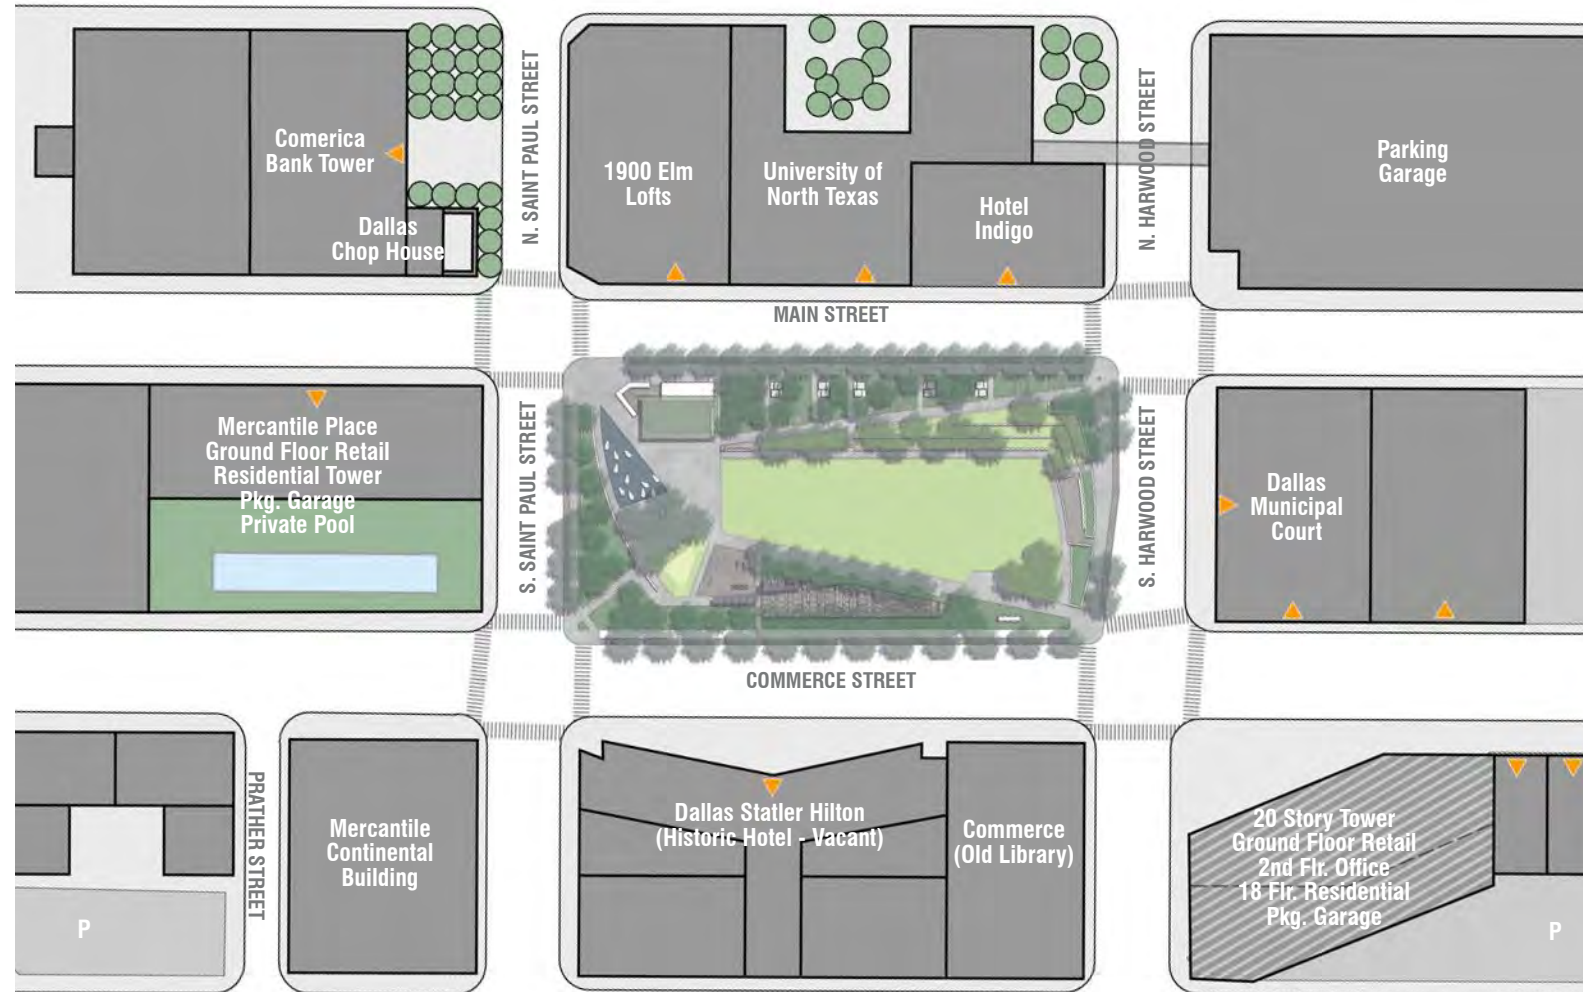 Comerica
Bank Tower
Dallas
Chop House
N. SAINT PAUL STREET
1900 Elm
Lofts
University of
North Texas
Hotel
Indigo
N. HARWOOD STREET
Parking
Garage
MAIN STREET
Mercantile Place
Ground Floor Retail
Residential Tower
Pkg. Garage
Private Pool
S. SAINT PAUL STREET
S. HARWOOD STREET
Dallas
Municipal
Court
COMMERCE STREET
P
PRATHER STREET
Mercantile
Continental
Building
Dallas Statler Hilton
(Historic Hotel - Vacant)
Commerce
(Old Library)
20 Story Tower
Ground Floor Retail
2nd Flr. Office
18 Flr. Residential
Pkg. Garage
P